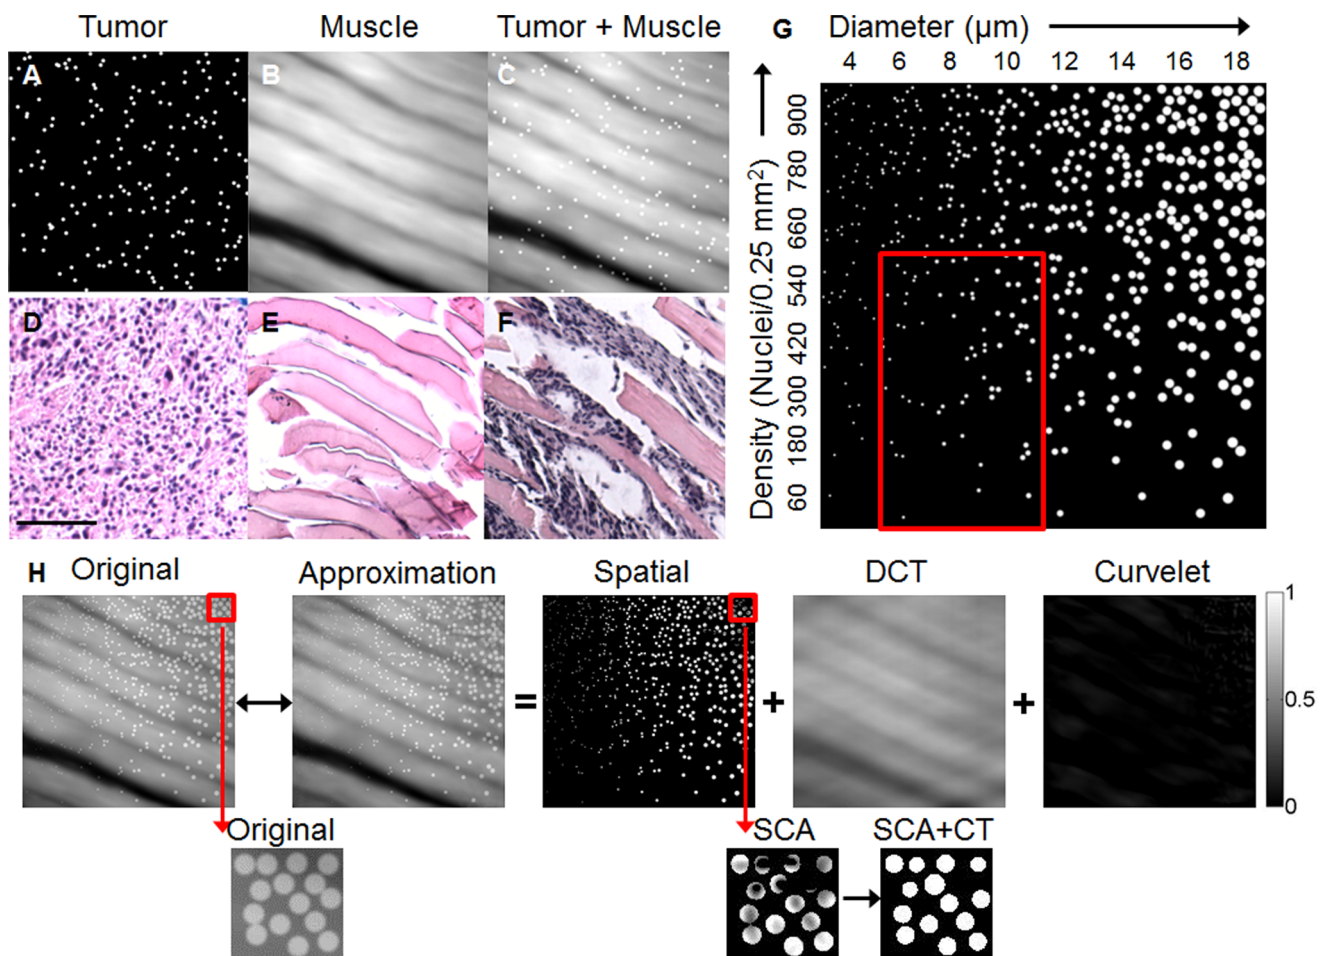 Tumor
Muscle
Tumor + Muscle
A
B
C
D
E
F
G
Diameter (µm)
4 6 8 10 12 14 16 18
Density (Nuclei/0.25 mm²)
900
780
660
540
420
300
180
60
H
Original
Approximation
Spatial
DCT
Curvelet
=
+
+
1
0.5
0
Original
SCA
SCA+CT